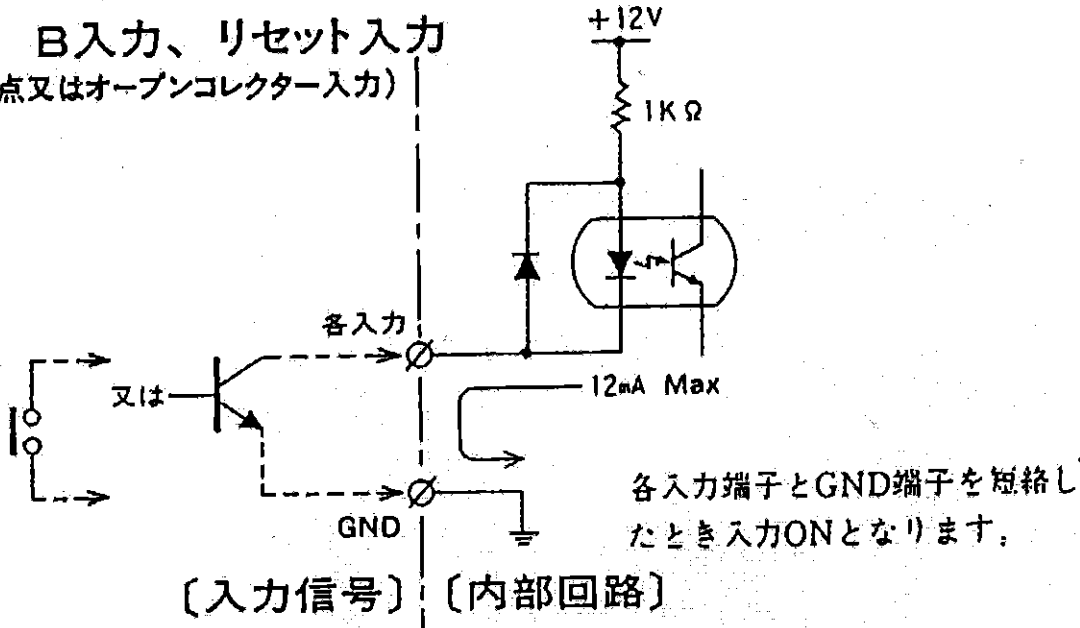 B入力、リセット入力
点又はオープンコレクター入力)
+12V
1KΩ
各入力
又は
12mA Max
GND
各入力端子とGND端子を短絡し
たとき入力ONとなります。
〔入力信号〕〔内部回路〕